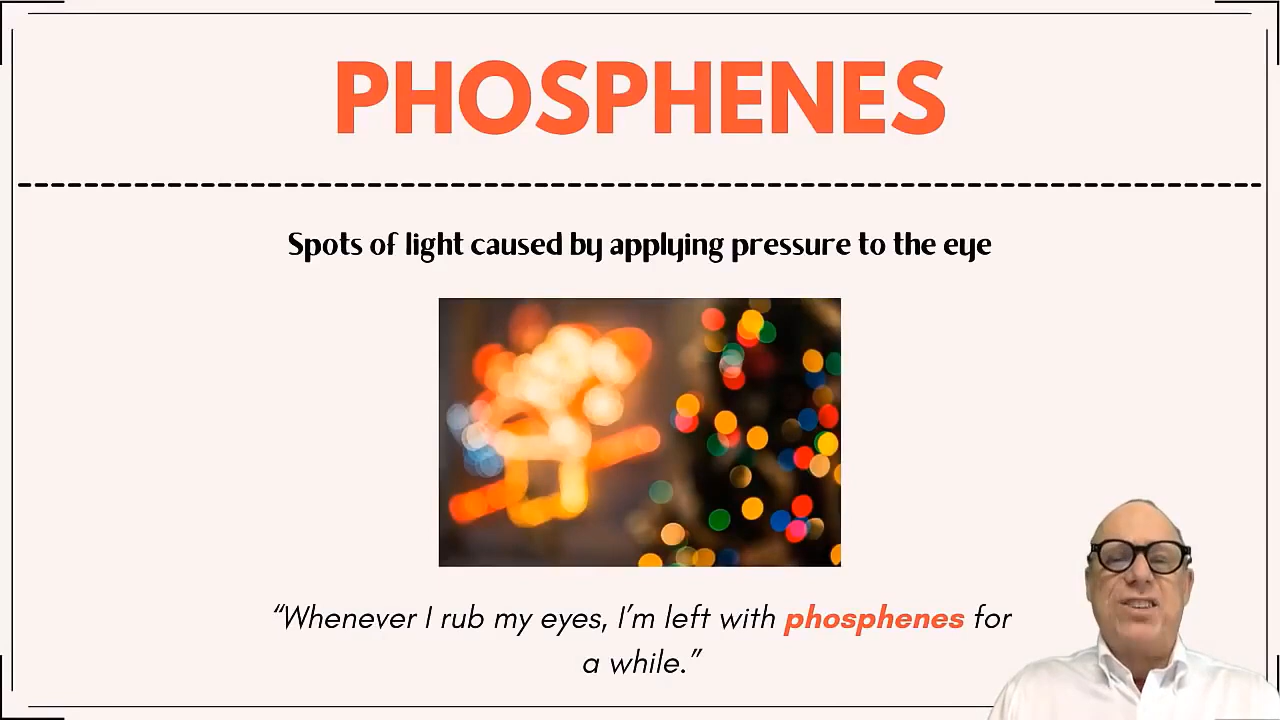 PHOSPHENES
Spots of light caused by applying pressure to the eye
“Whenever I rub my eyes, I’m left with phosphenes for
a while.”